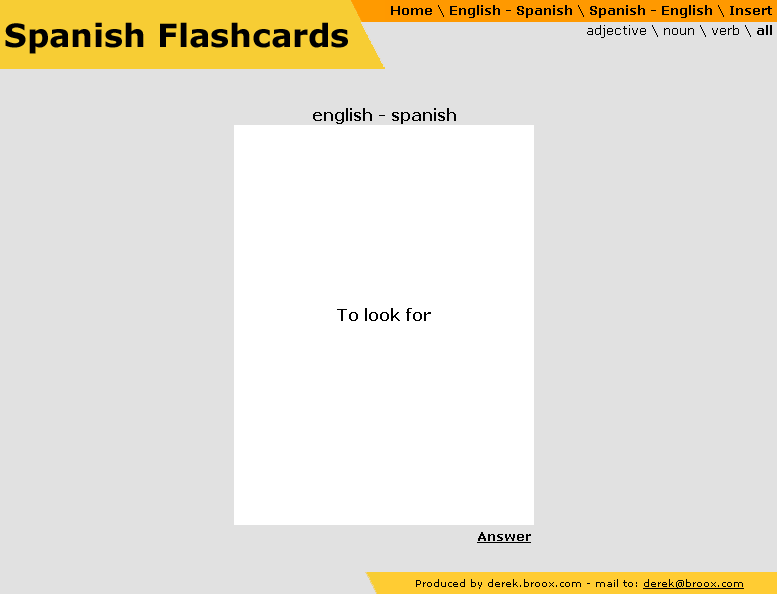 Spanish Flashcards
Home \ English - Spanish \ Spanish - English \ Insert
adjective \ noun \ verb \ all
english - spanish
To look for
Answer
Produced by derek.broox.com - mail to: derek@broox.com